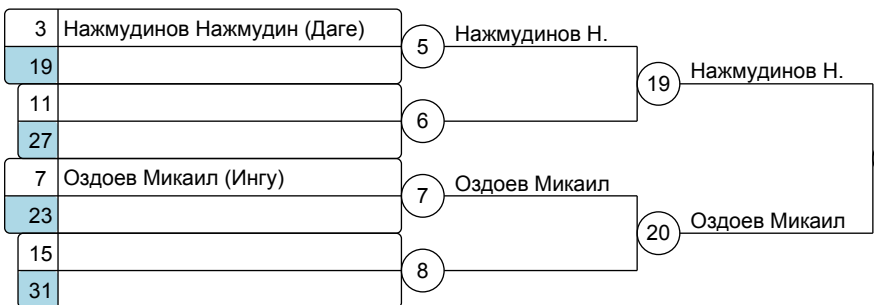 3 Нажмудинов Нажмудин (Даге)
19
5 Нажмудинов Н.
19 Нажмудинов Н.
11
27
6
7 Оздоев Микаил (Ингу)
23
7 Оздоев Микаил
20 Оздоев Микаил
15
31
8